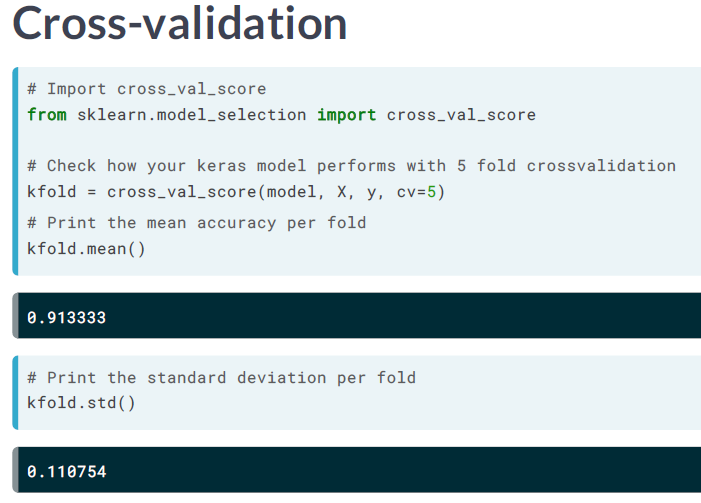 Cross-validation
# Import cross_val_score
from sklearn.model_selection import cross_val_score
# Check how your keras model performs with 5 fold crossvalidation
kfold = cross_val_score(model, X, y, cv=5)
# Print the mean accuracy per fold
kfold.mean()
0.913333
# Print the standard deviation per fold
kfold.std()
0.110754